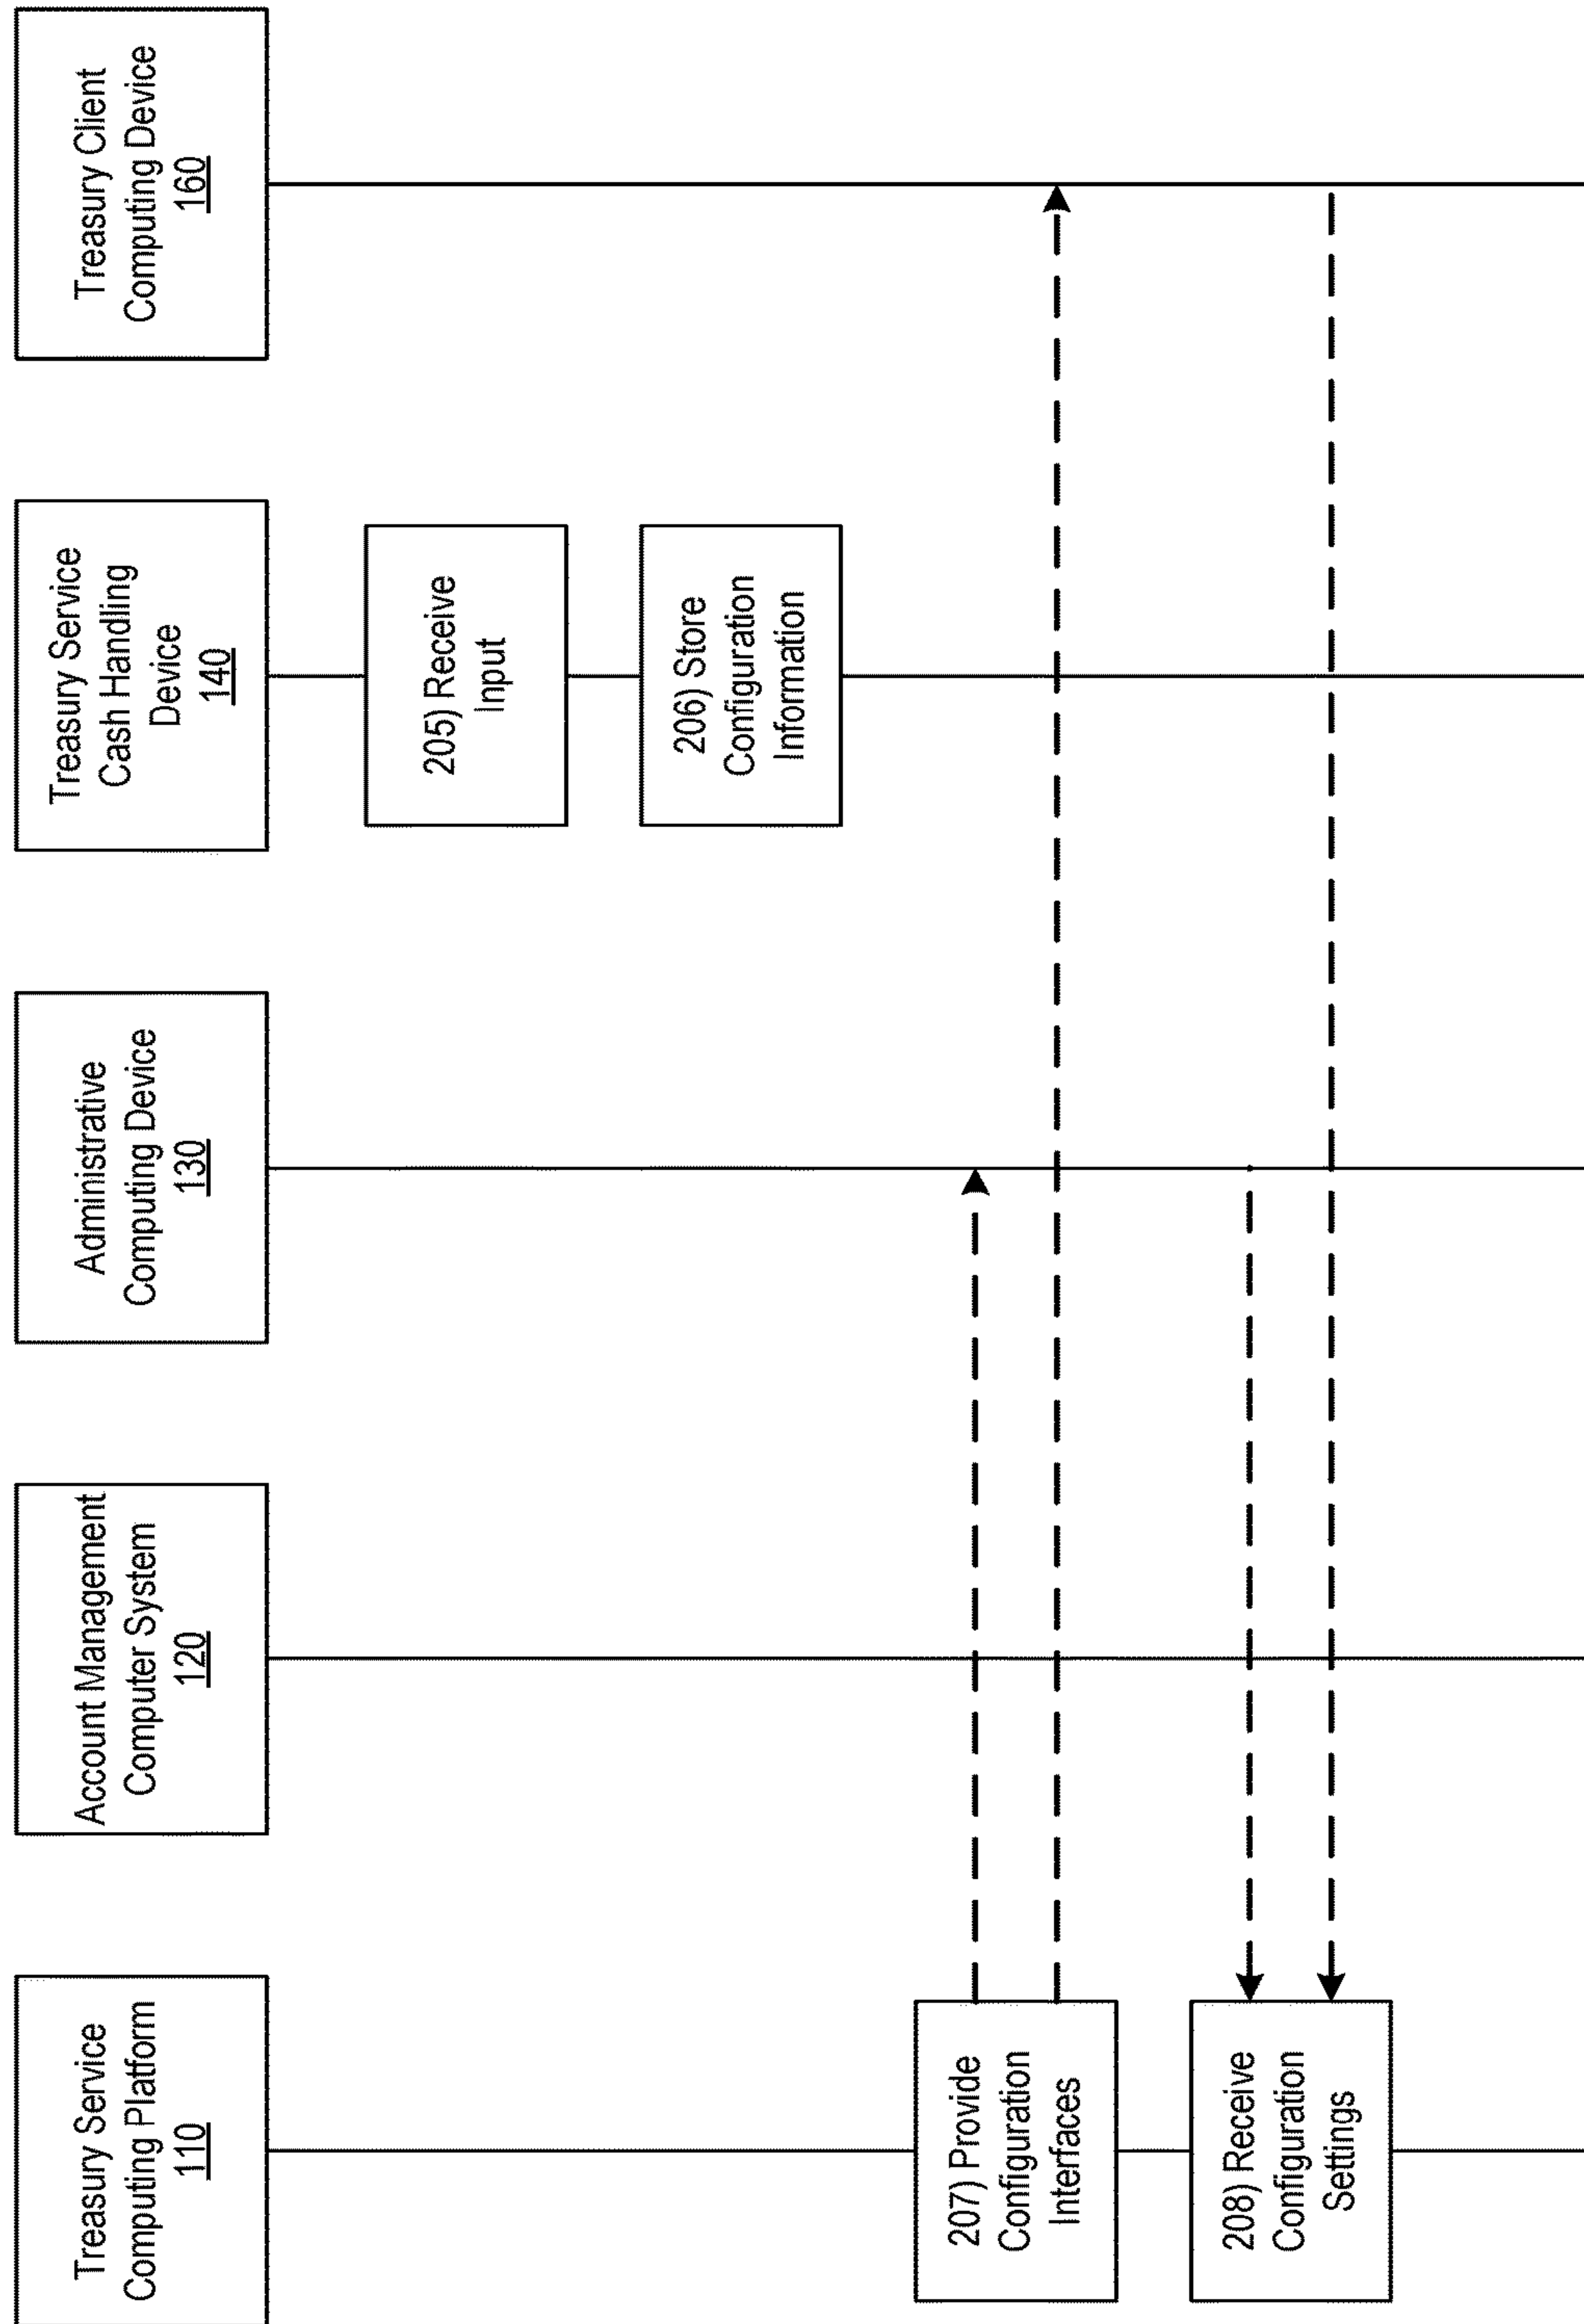 Treasury Service
Computing Platform
110
Account Management
Computer System
120
Administrative
Computing Device
130
Treasury Service
Cash Handling
Device
140
Treasury Client
Computing Device
160
205) Receive
Input
206) Store
Configuration
Information
207) Provide
Configuration
Interfaces
208) Receive
Configuration
Settings